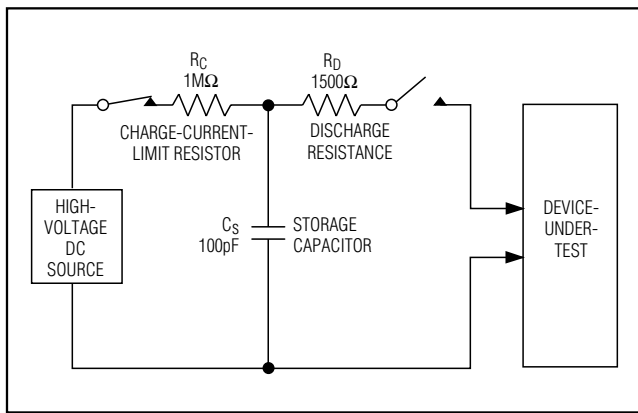 R_C
1MΩ
CHARGE-CURRENT-
LIMIT RESISTOR
R_D
1500Ω
DISCHARGE
RESISTANCE
HIGH-
VOLTAGE
DC
SOURCE
C_S
100pF
STORAGE
CAPACITOR
DEVICE-
UNDER-
TEST